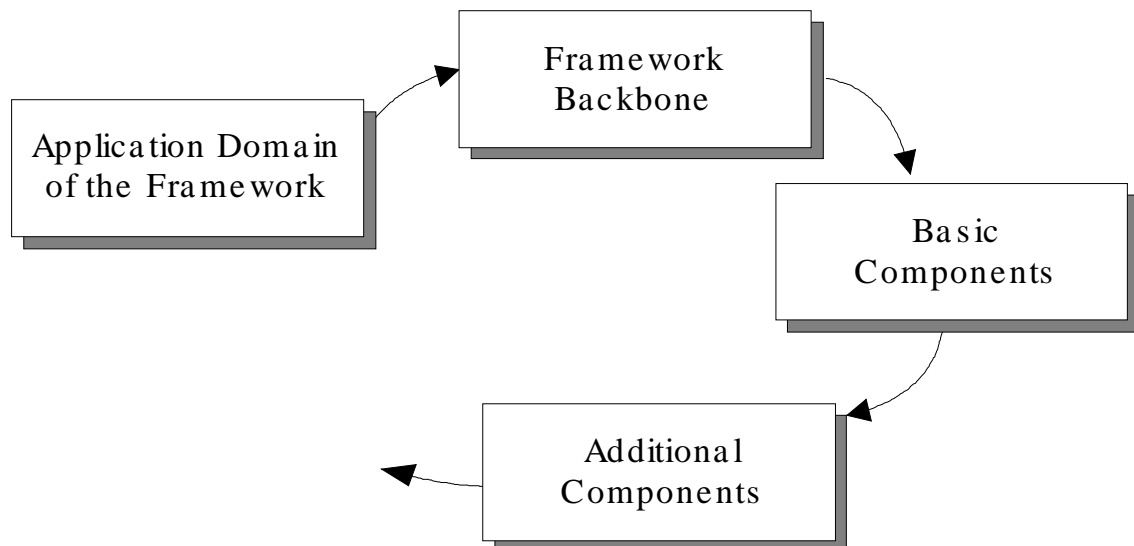 Framework
Backbone
Application Domain
of the Framework
Basic
Components
Additional
Components